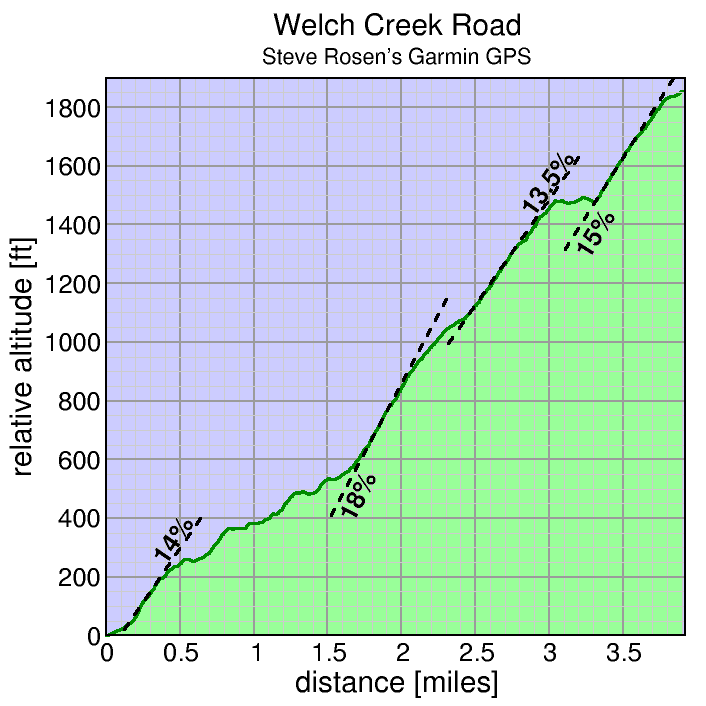 Welch Creek Road
Steve Rosen's Garmin GPS
relative altitude [ft]
1800
1600
1400
1200
1000
800
600
400
200
0
13.5%
15%
18%
14%
0 0.5 1 1.5 2 2.5 3 3.5
distance [miles]